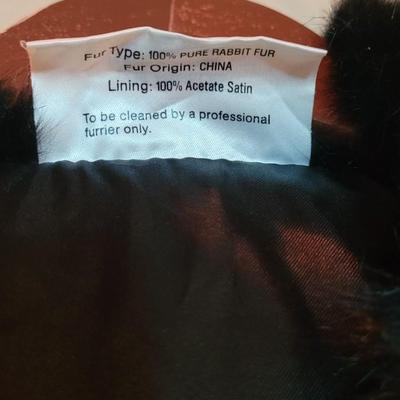 Fur Type: 100% PURE RABBIT FUR
Fur Origin: CHINA
Lining: 100% Acetate Satin
To be cleaned by a professional
furrier only.